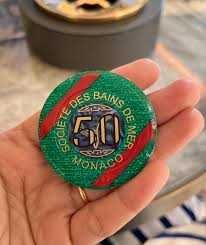 SOCIETE DES BAINS DE MER
50
MONACO